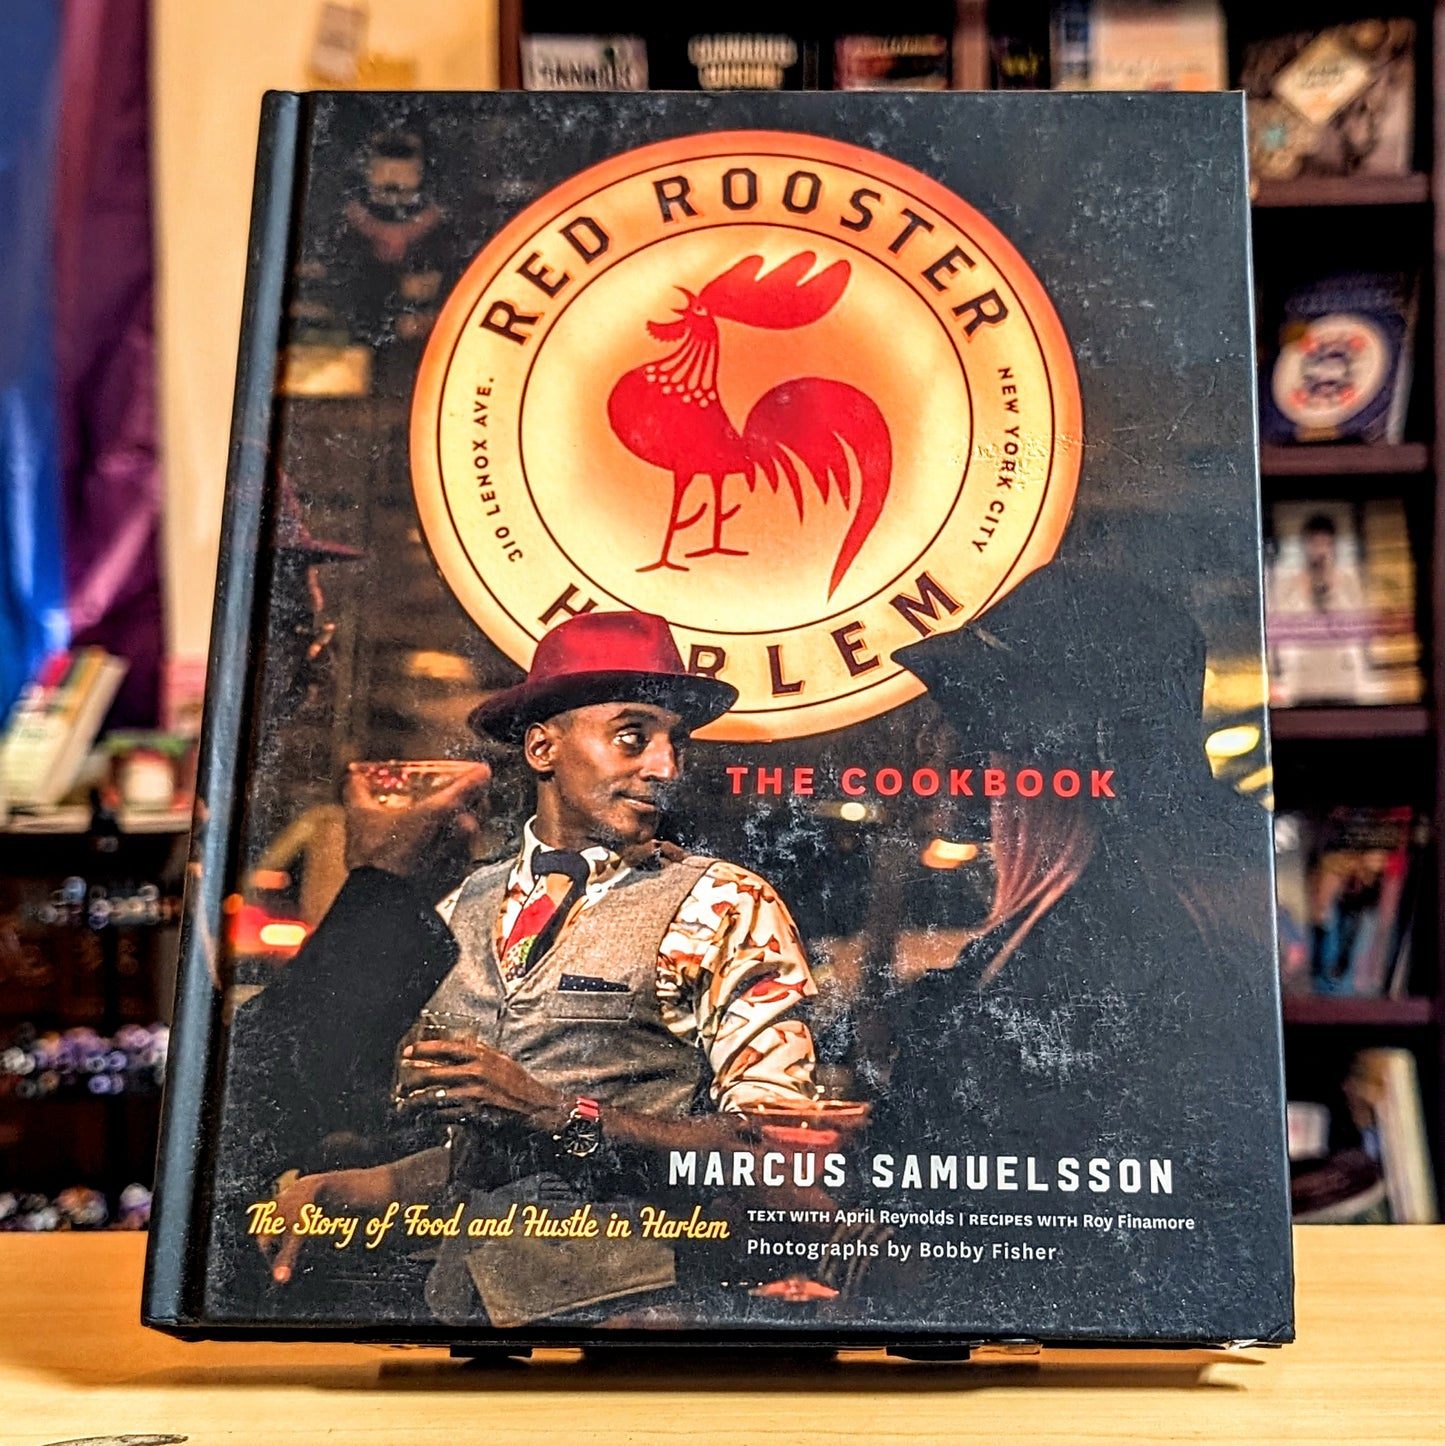 RED ROOSTER
310 LENOX AVE.
NEW YORK CITY
RLEM
THE COOKBOOK
MARCUS SAMUELSSON
The Story of Food and Hustle in Harlem
TEXT WITH April Reynolds | RECIPES WITH Roy Finamore
Photographs by Bobby Fisher